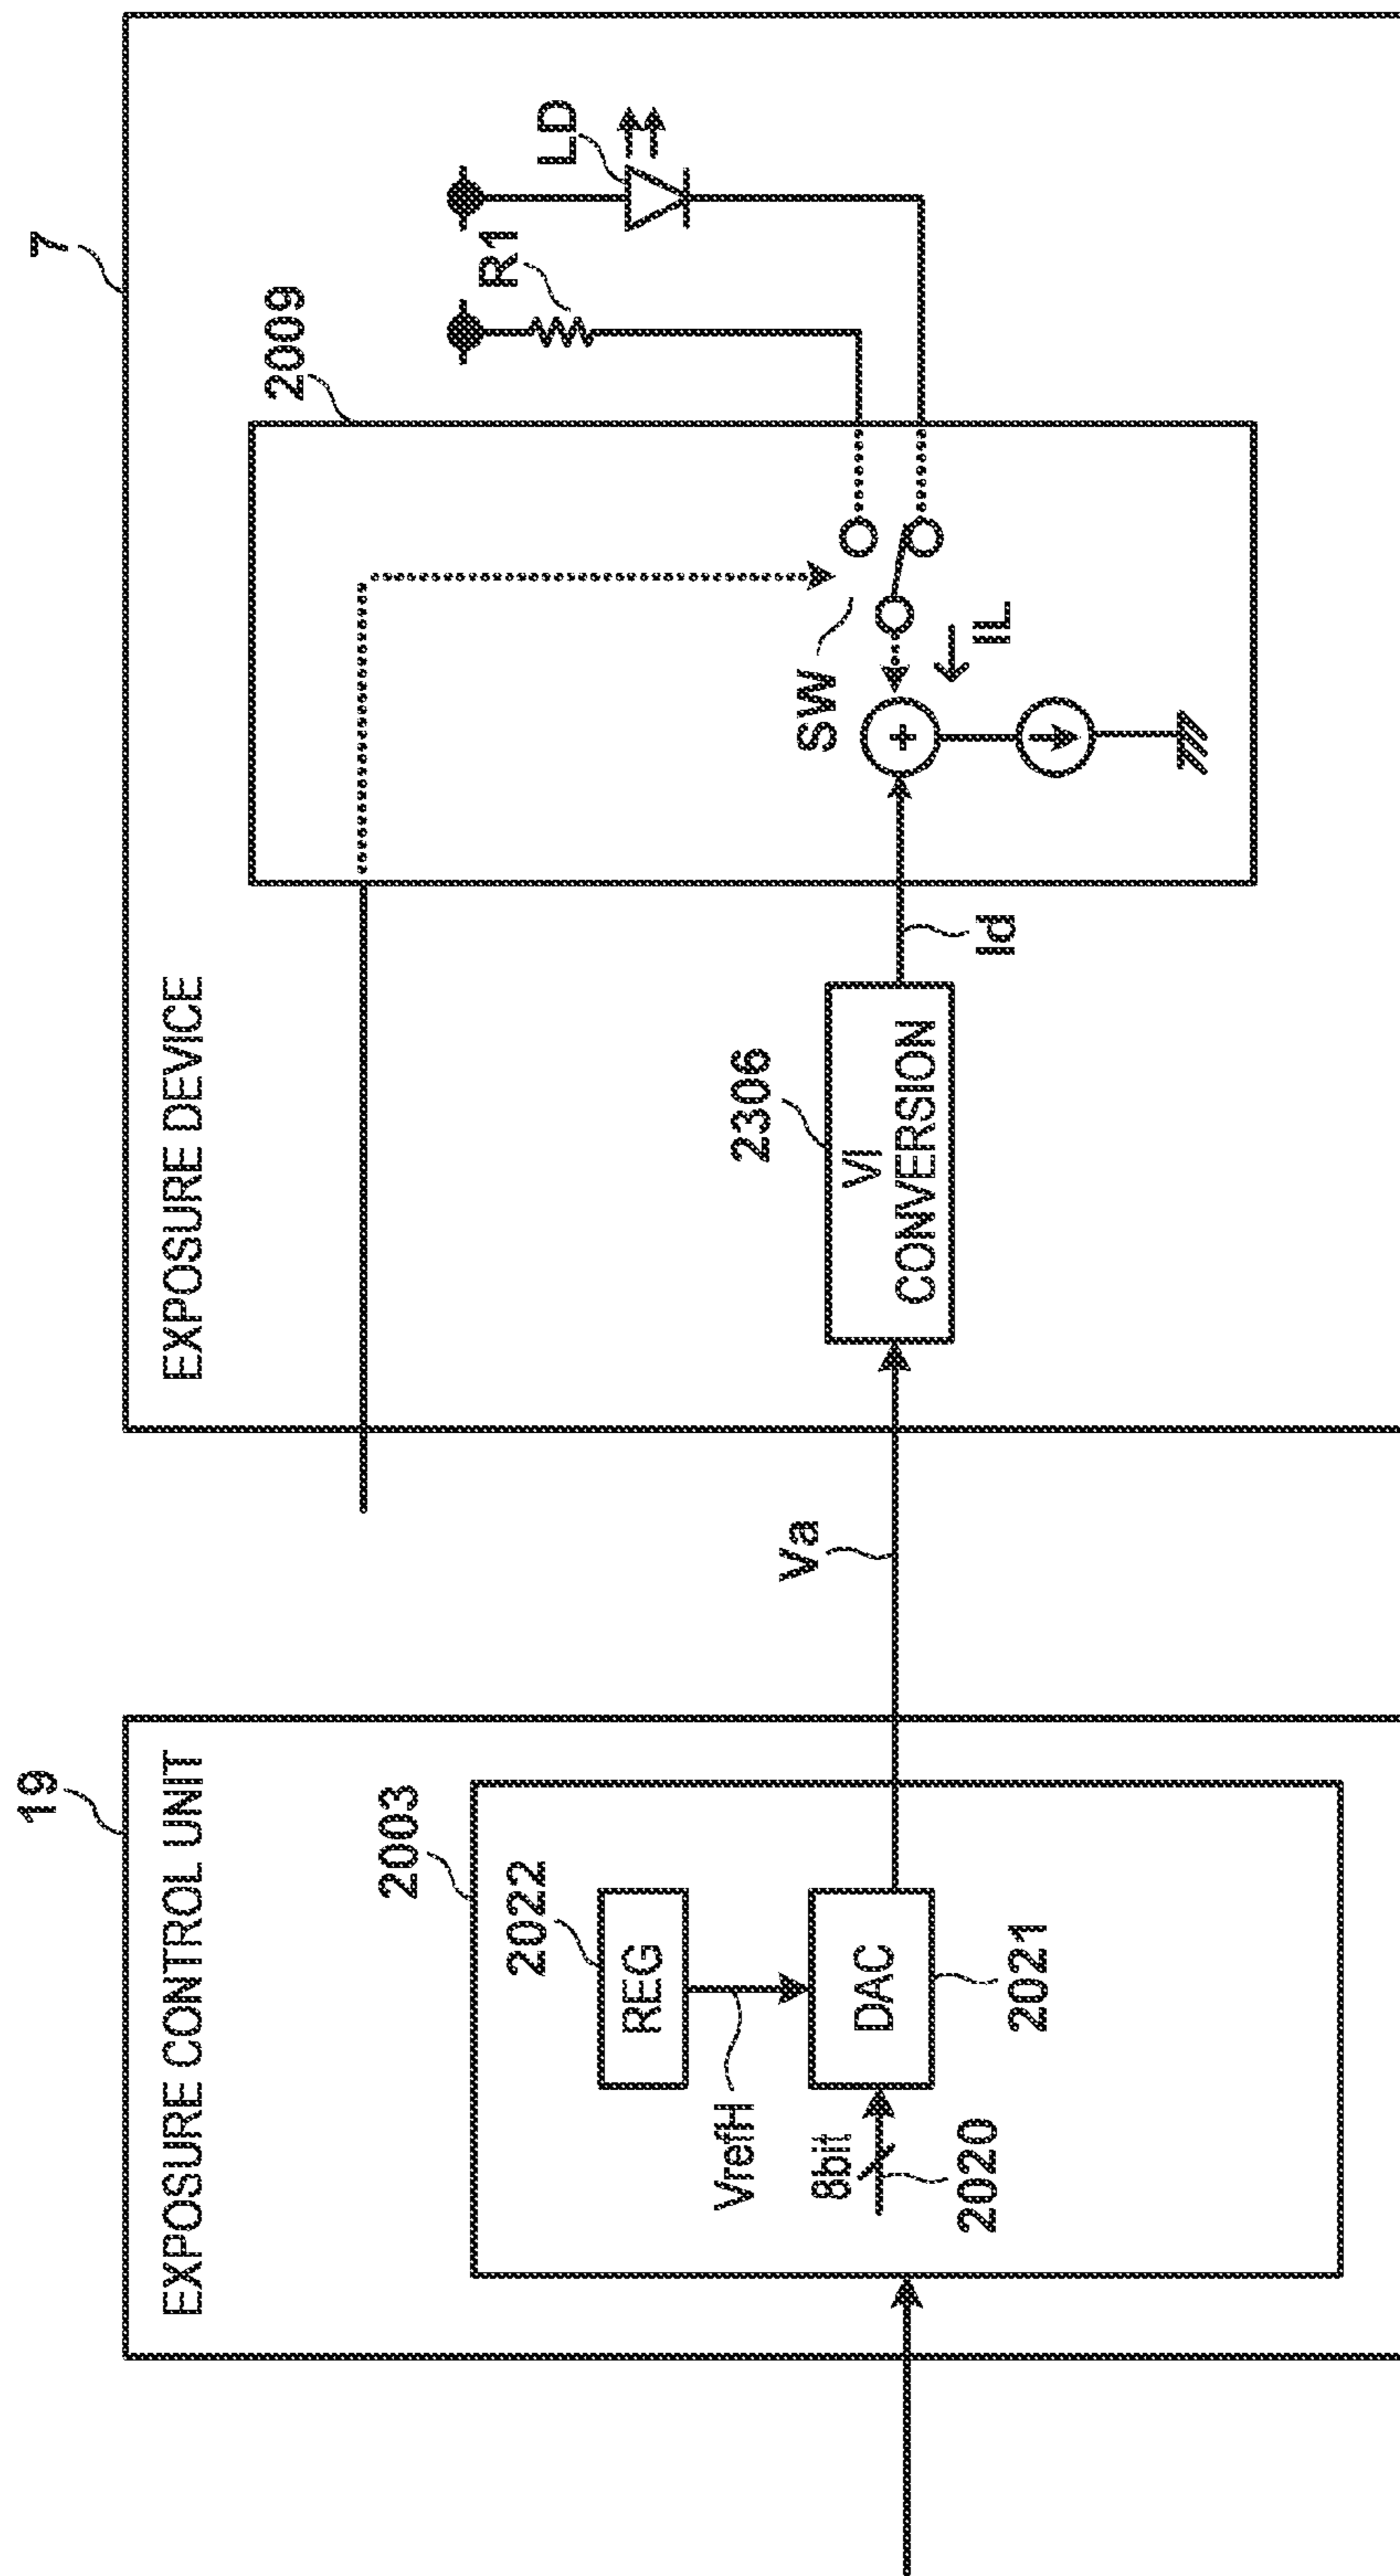 19
EXPOSURE CONTROL UNIT
2003
2022
REG
VrefH
8bit
DAC
2020
2021
Va
7
EXPOSURE DEVICE
2009
R1
LD
SW
IL
2306
VI
CONVERSION
Id